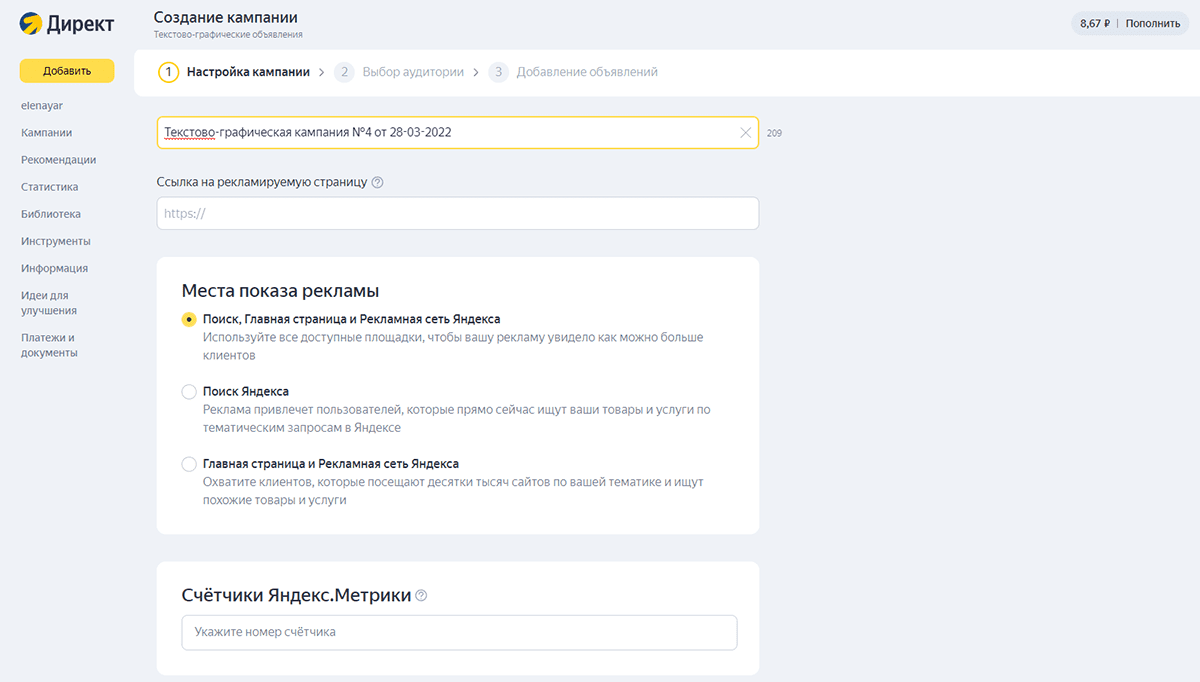 Директ
Создание кампании
Текстово-графические объявления
8,67 ₽ | Пополнить
Добавить
1 Настройка кампании > 2 Выбор аудитории > 3 Добавление объявлений
elenayar
Кампании
Рекомендации
Статистика
Библиотека
Инструменты
Информация
Идеи для
улучшения
Платежи и
документы
Текстово-графическая кампания №4 от 28-03-2022
209
Ссылка на рекламируемую страницу ?
https://
Места показа рекламы
Поиск, Главная страница и Рекламная сеть Яндекса
Используйте все доступные площадки, чтобы вашу рекламу увидело как можно больше
клиентов
Поиск Яндекса
Реклама привлечет пользователей, которые прямо сейчас ищут ваши товары и услуги по
тематическим запросам в Яндексе
Главная страница и Рекламная сеть Яндекса
Охватите клиентов, которые посещают десятки тысяч сайтов по вашей тематике и ищут
похожие товары и услуги
Счётчики Яндекс.Метрики ?
Укажите номер счётчика